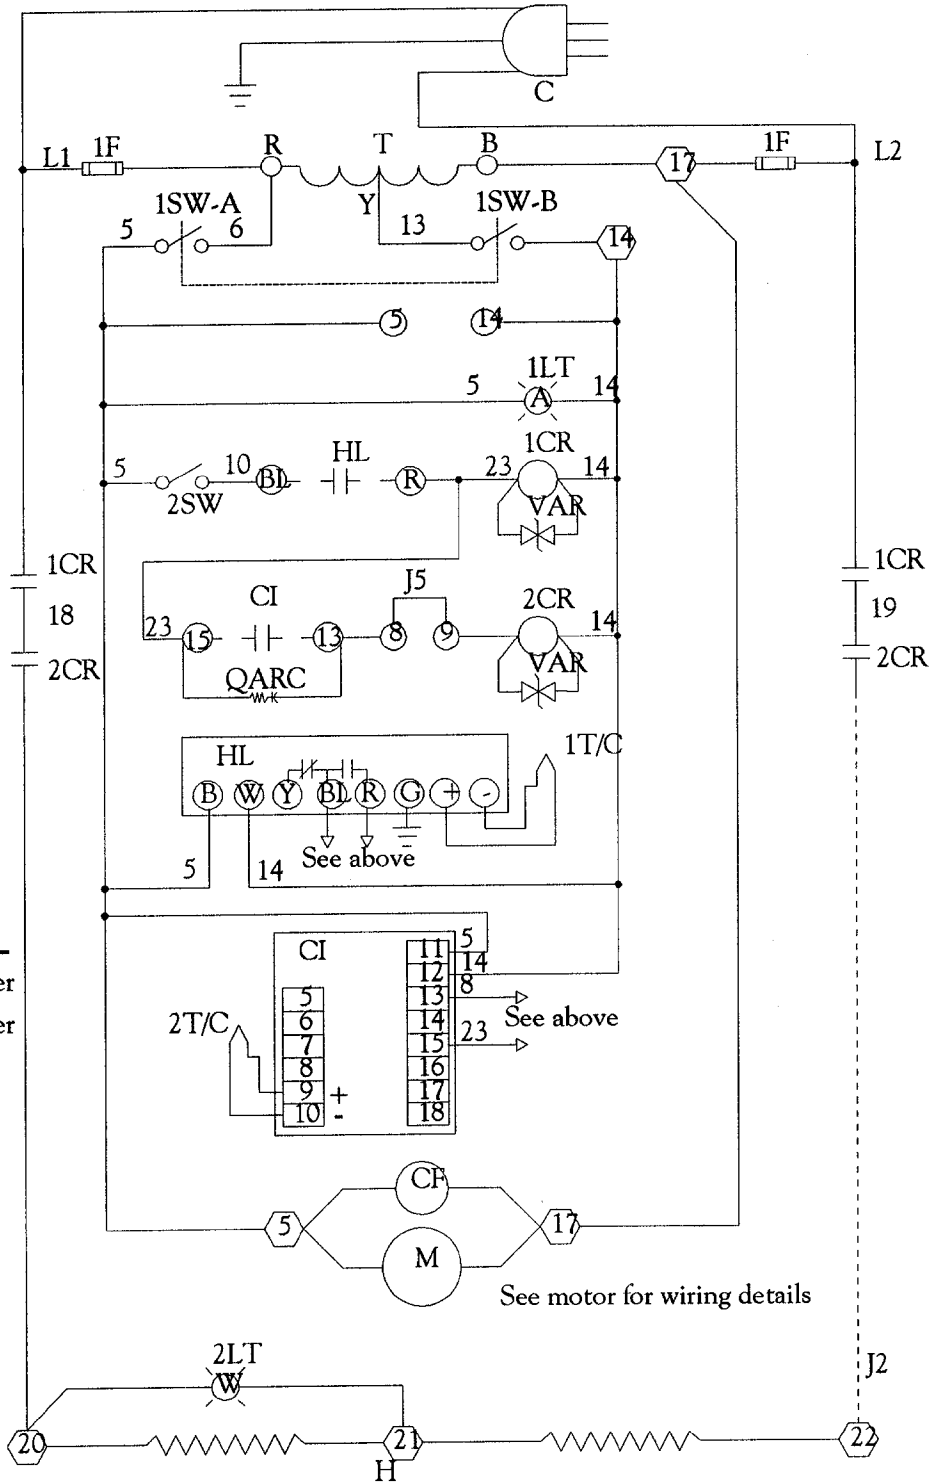 C
L1 1F R T B 17 1F L2
1SW-A Y 1SW-B
5 6 13 14
5 14
1LT
5 A 14
HL 1CR
5 10 BL R 23 14
2SW VAR
1CR 1CR
CI J5 2CR
18 19
23 15 13 8 9 14
2CR QARC VAR 2CR
HL 1T/C
B W Y BL R G + -
See above
5 14
CI 11 5
12 14
5 13 8
6 14 See above
2T/C 7 15 23
8 16
9 + 17
10 - 18
er
er
CF
5 17
M
See motor for wiring details
2LT J2
W
20 21 22
H